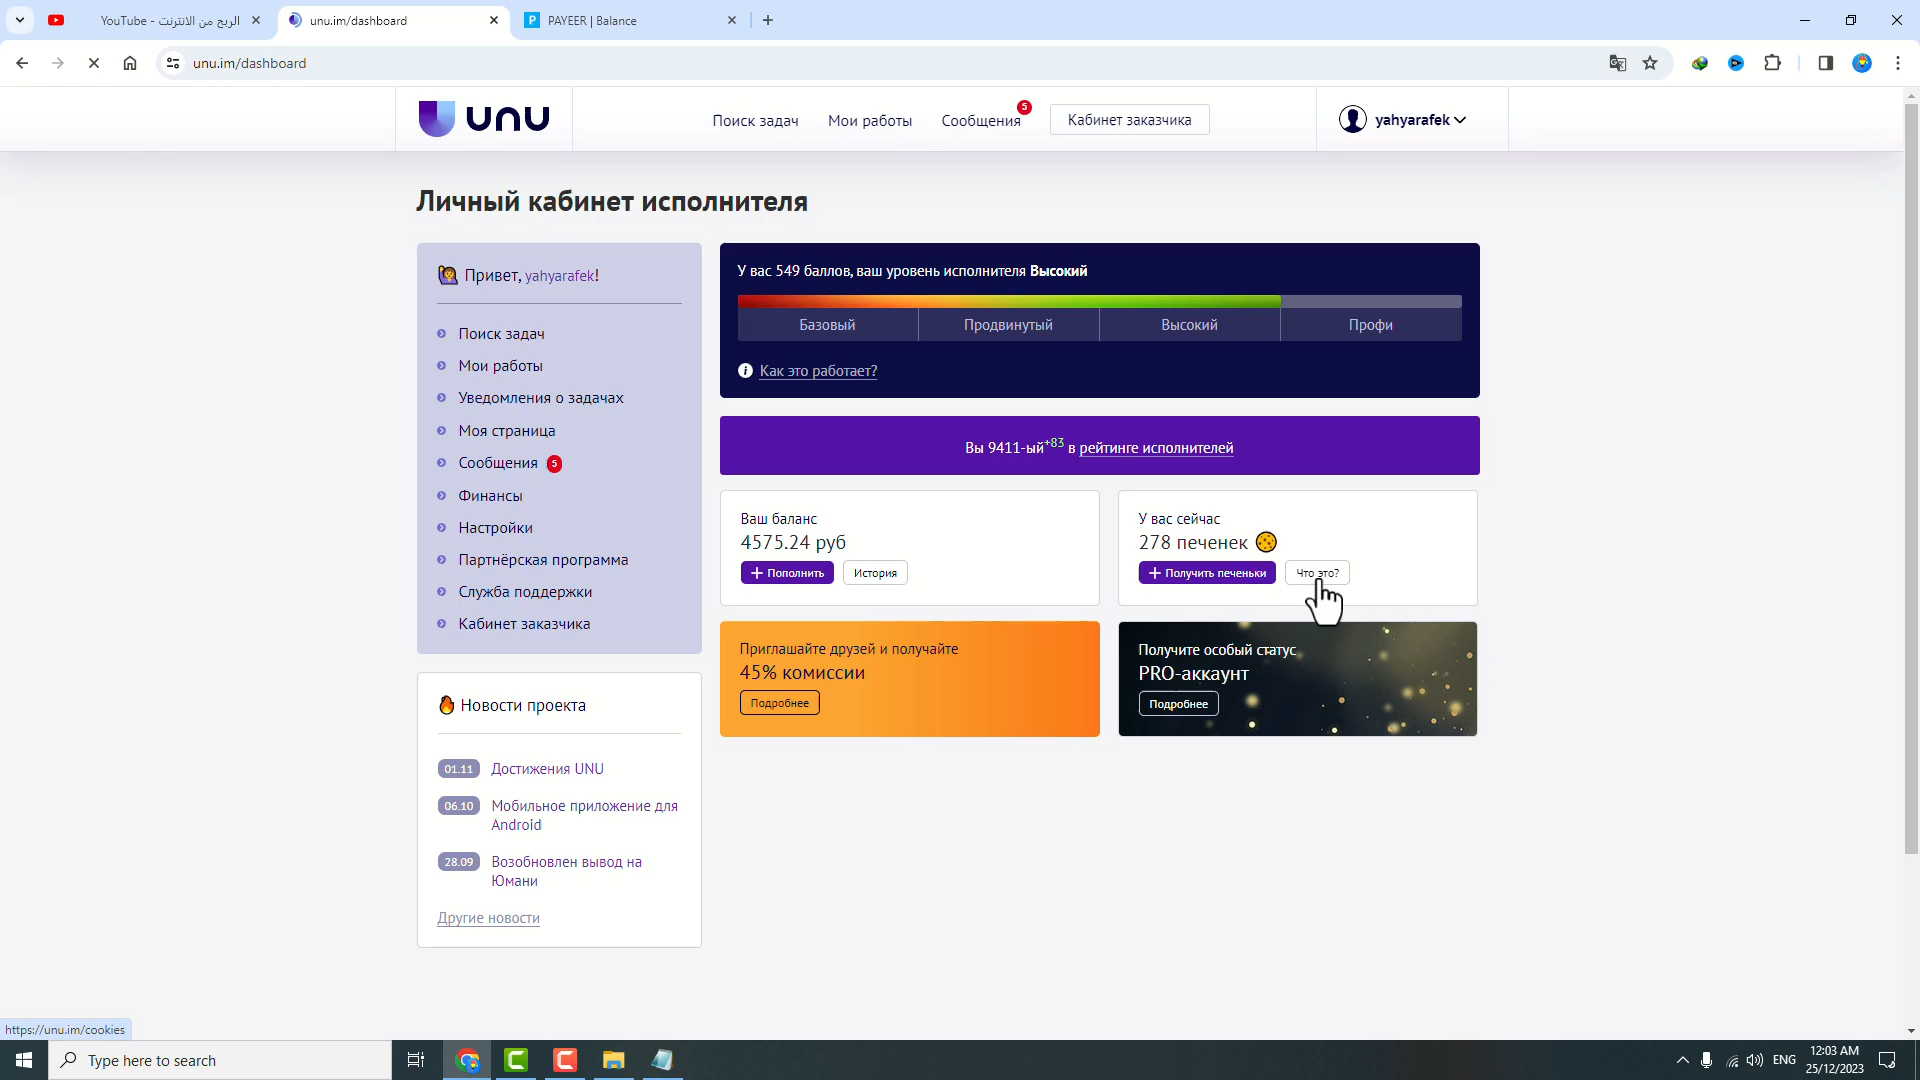 YouTube - الربح من الانترنت
unu.im/dashboard
PAYEER | Balance
unu.im/dashboard
unu
Поиск задач
Мои работы
Сообщения
5
Кабинет заказчика
yahyarafek
Личный кабинет исполнителя
Привет, yahyarafek!
Поиск задач
Мои работы
Уведомления о задачах
Моя страница
Сообщения 5
Финансы
Настройки
Партнёрская программа
Служба поддержки
Кабинет заказчика
Новости проекта
01.11 Достижения UNU
06.10 Мобильное приложение для
Android
28.09 Возобновлен вывод на
Юмани
Другие новости
У вас 549 баллов, ваш уровень исполнителя Высокий
Базовый
Продвинутый
Высокий
Профи
Как это работает?
Вы 9411-ый+83 в рейтинге исполнителей
Ваш баланс
4575.24 руб
Пополнить
История
У вас сейчас
278 печенек
Получить печеньки
Что это?
Приглашайте друзей и получайте
45% комиссии
Подробнее
Получите особый статус
PRO-аккаунт
Подробнее
https://unu.im/cookies
Type here to search
ENG
12:03 AM
25/12/2023